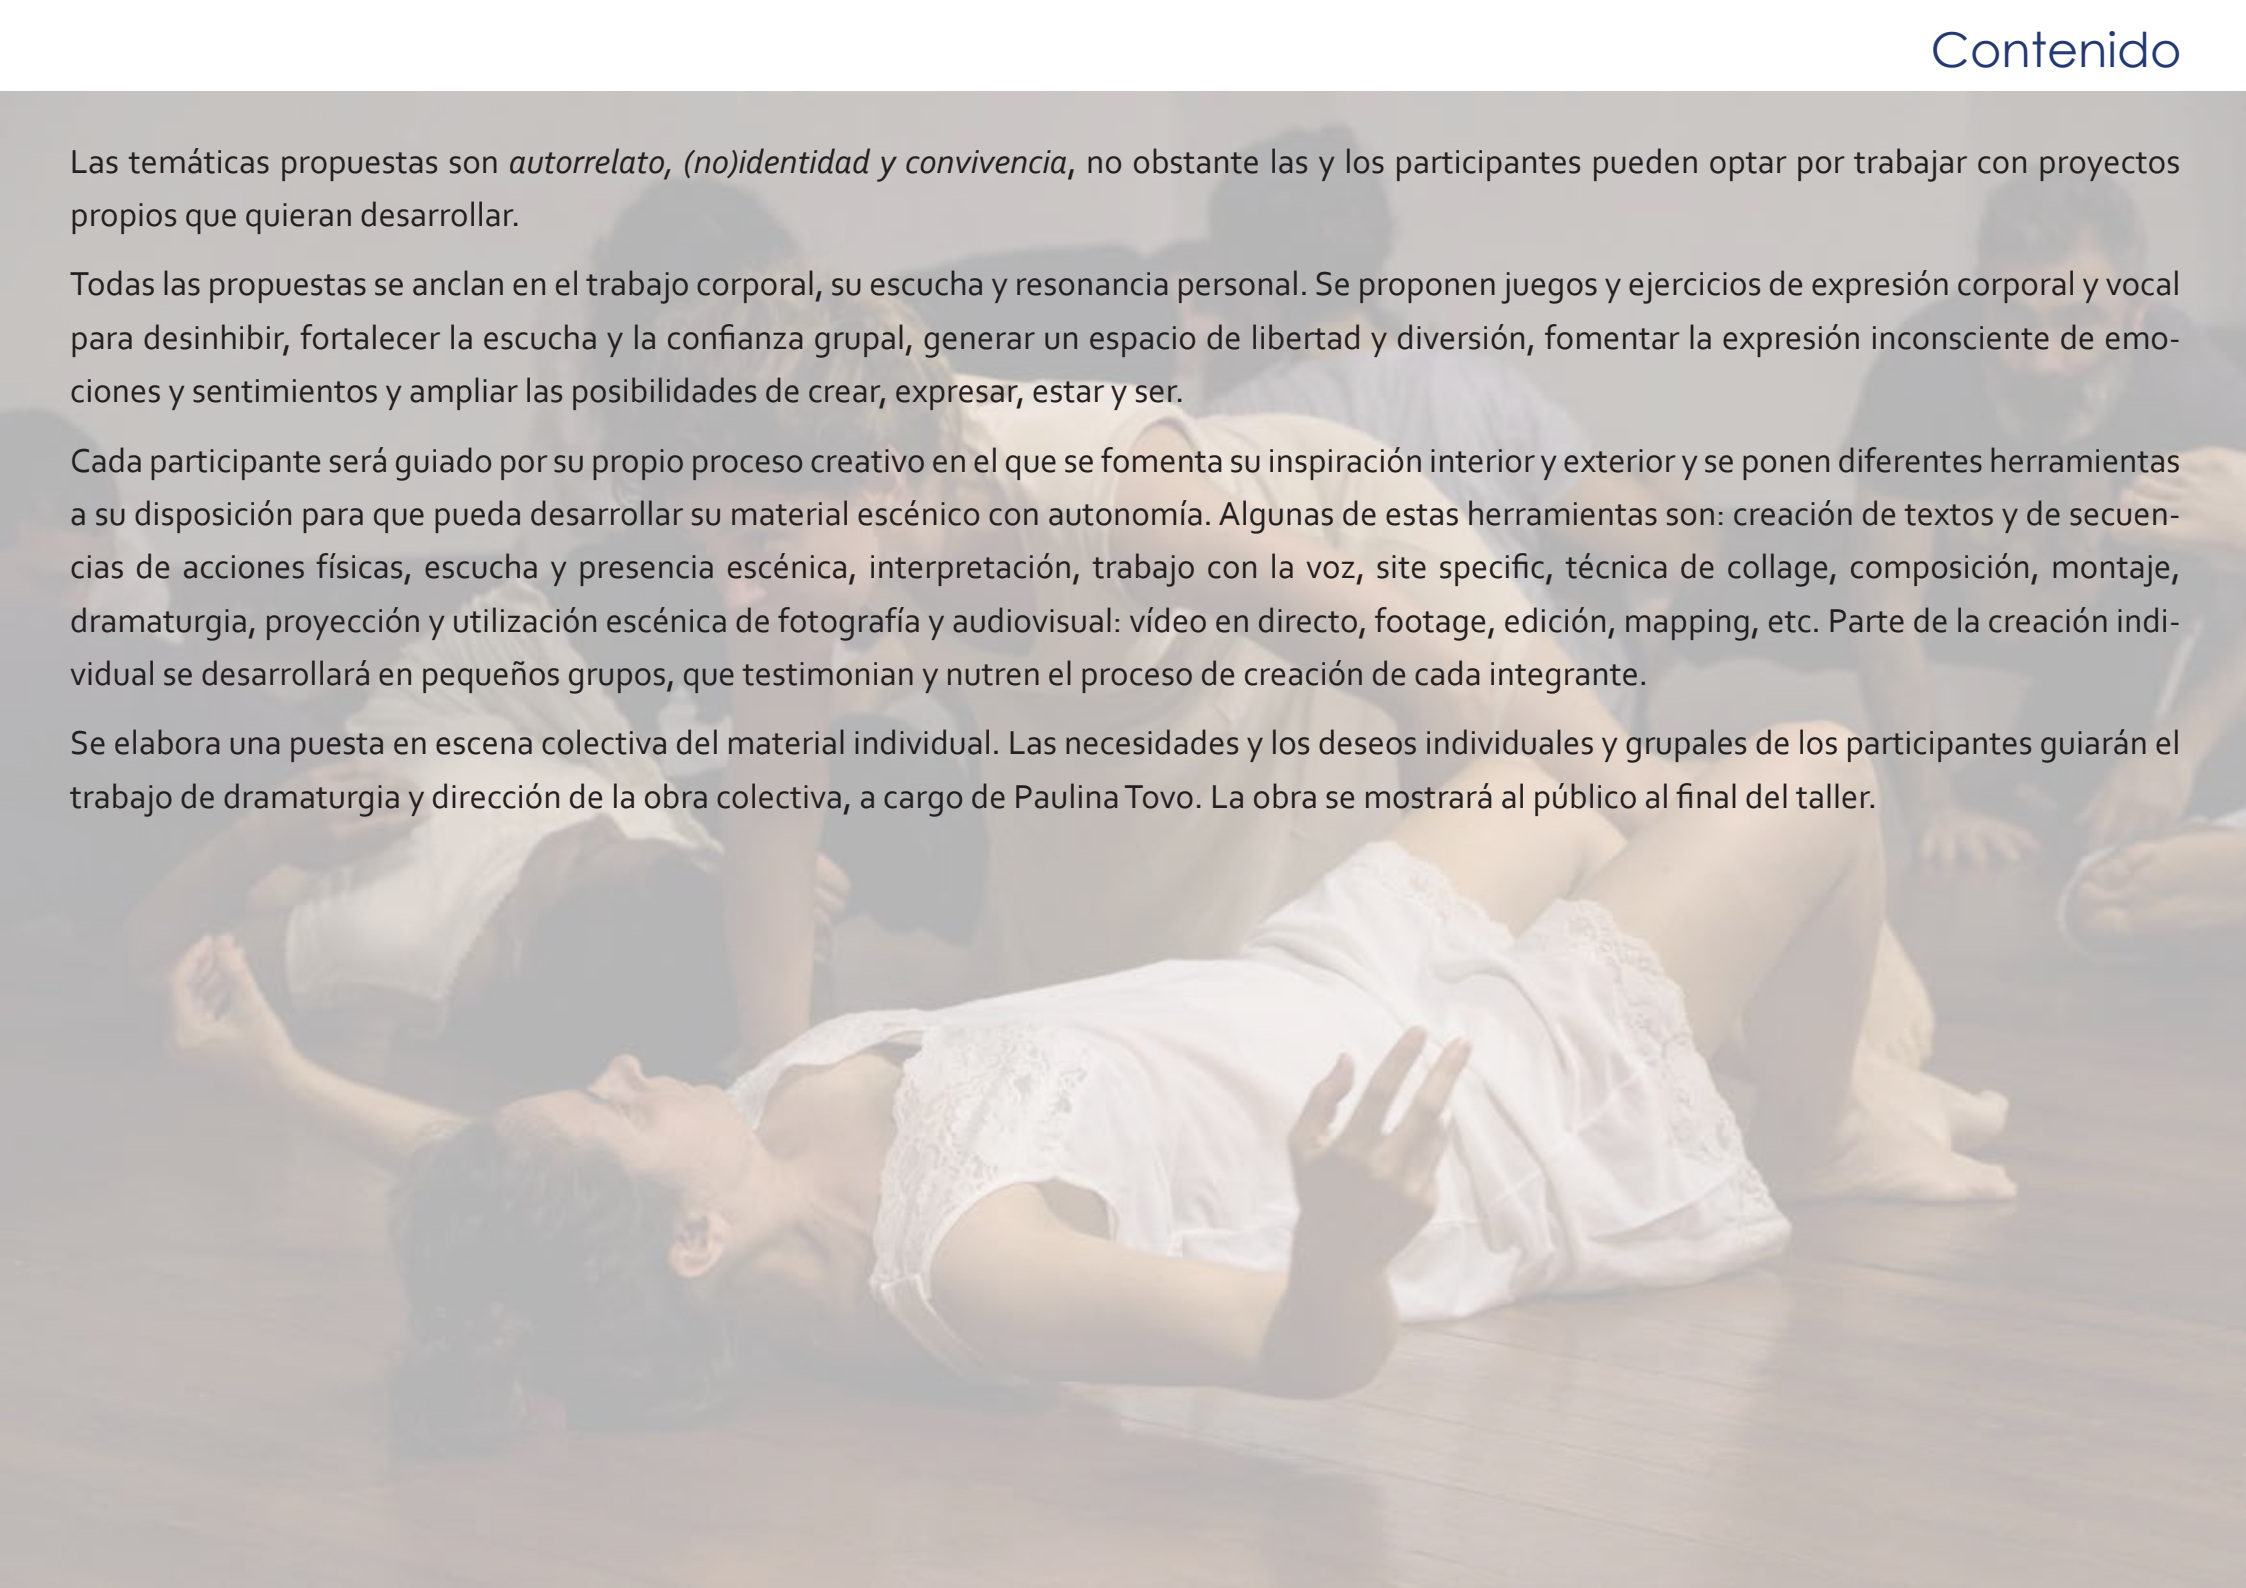 Contenido
Las temáticas propuestas son autorrelato, (no)identidad y convivencia, no obstante las y los participantes pueden optar por trabajar con proyectos
propios que quieran desarrollar.
Todas las propuestas se anclan en el trabajo corporal, su escucha y resonancia personal. Se proponen juegos y ejercicios de expresión corporal y vocal
para desinhibir, fortalecer la escucha y la confianza grupal, generar un espacio de libertad y diversión, fomentar la expresión inconsciente de emo-
ciones y sentimientos y ampliar las posibilidades de crear, expresar, estar y ser.
Cada participante será guiado por su propio proceso creativo en el que se fomenta su inspiración interior y exterior y se ponen diferentes herramientas
a su disposición para que pueda desarrollar su material escénico con autonomía. Algunas de estas herramientas son: creación de textos y de secuen-
cias de acciones físicas, escucha y presencia escénica, interpretación, trabajo con la voz, site specific, técnica de collage, composición, montaje,
dramaturgia, proyección y utilización escénica de fotografía y audiovisual: vídeo en directo, footage, edición, mapping, etc. Parte de la creación indi-
vidual se desarrollará en pequeños grupos, que testimonian y nutren el proceso de creación de cada integrante.
Se elabora una puesta en escena colectiva del material individual. Las necesidades y los deseos individuales y grupales de los participantes guiarán el
trabajo de dramaturgia y dirección de la obra colectiva, a cargo de Paulina Tovo. La obra se mostrará al público al final del taller.